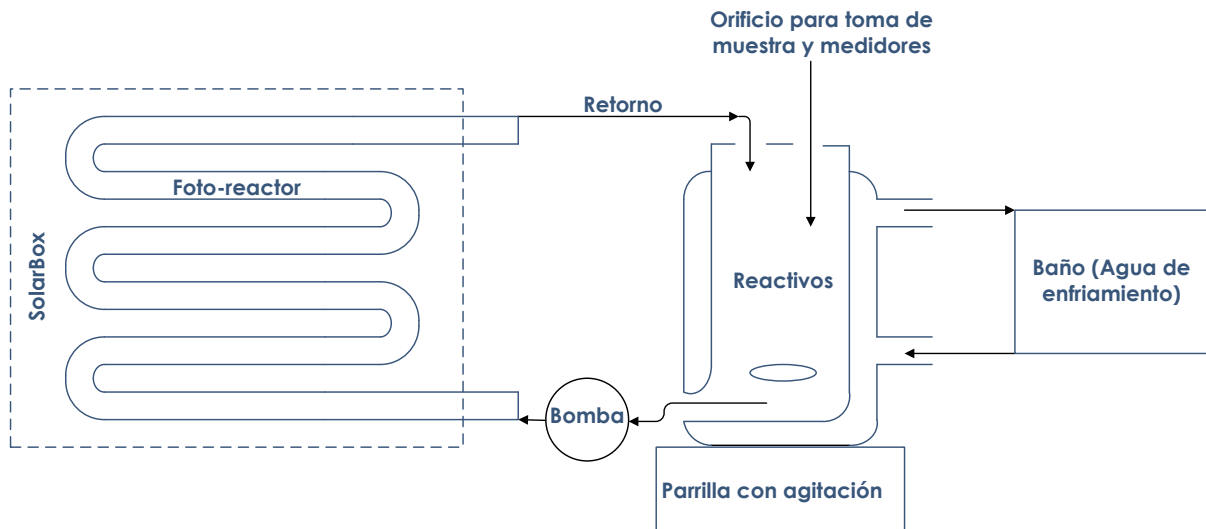 Orificio para toma de
muestra y medidores
Retorno
Foto-reactor
SolarBox
Reactivos
Baño (Agua de
enfriamiento)
Bomba
Parrilla con agitación